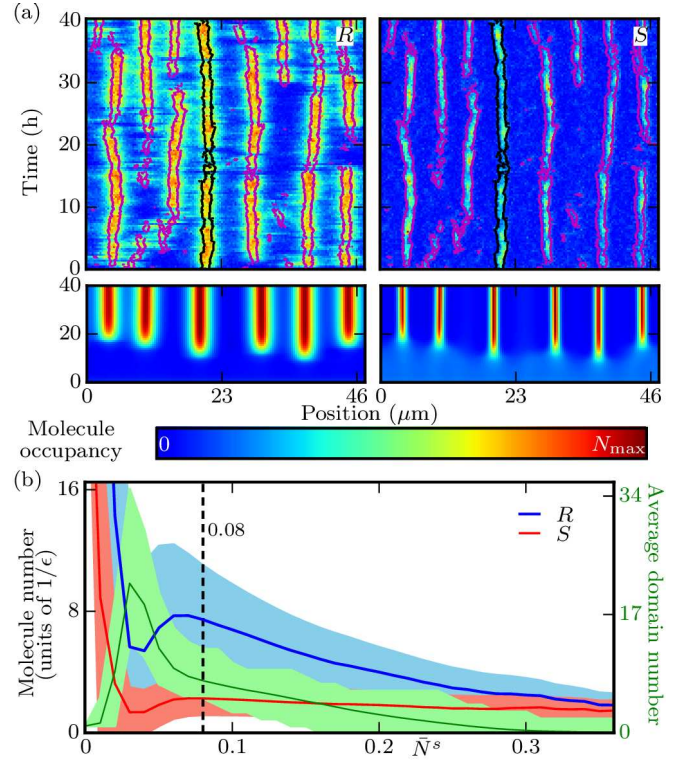 (a)
R
S
40
30
20
10
0
Time (h)
40
20
0
0
23
46
0
23
46
Position (μm)
Molecule
occupancy
0
N_max
(b)
16
8
0
Molecule number
(units of 1/ϵ)
0.08
R
S
34
17
0
Average domain number
0
0.1
0.2
0.3
N̄^s